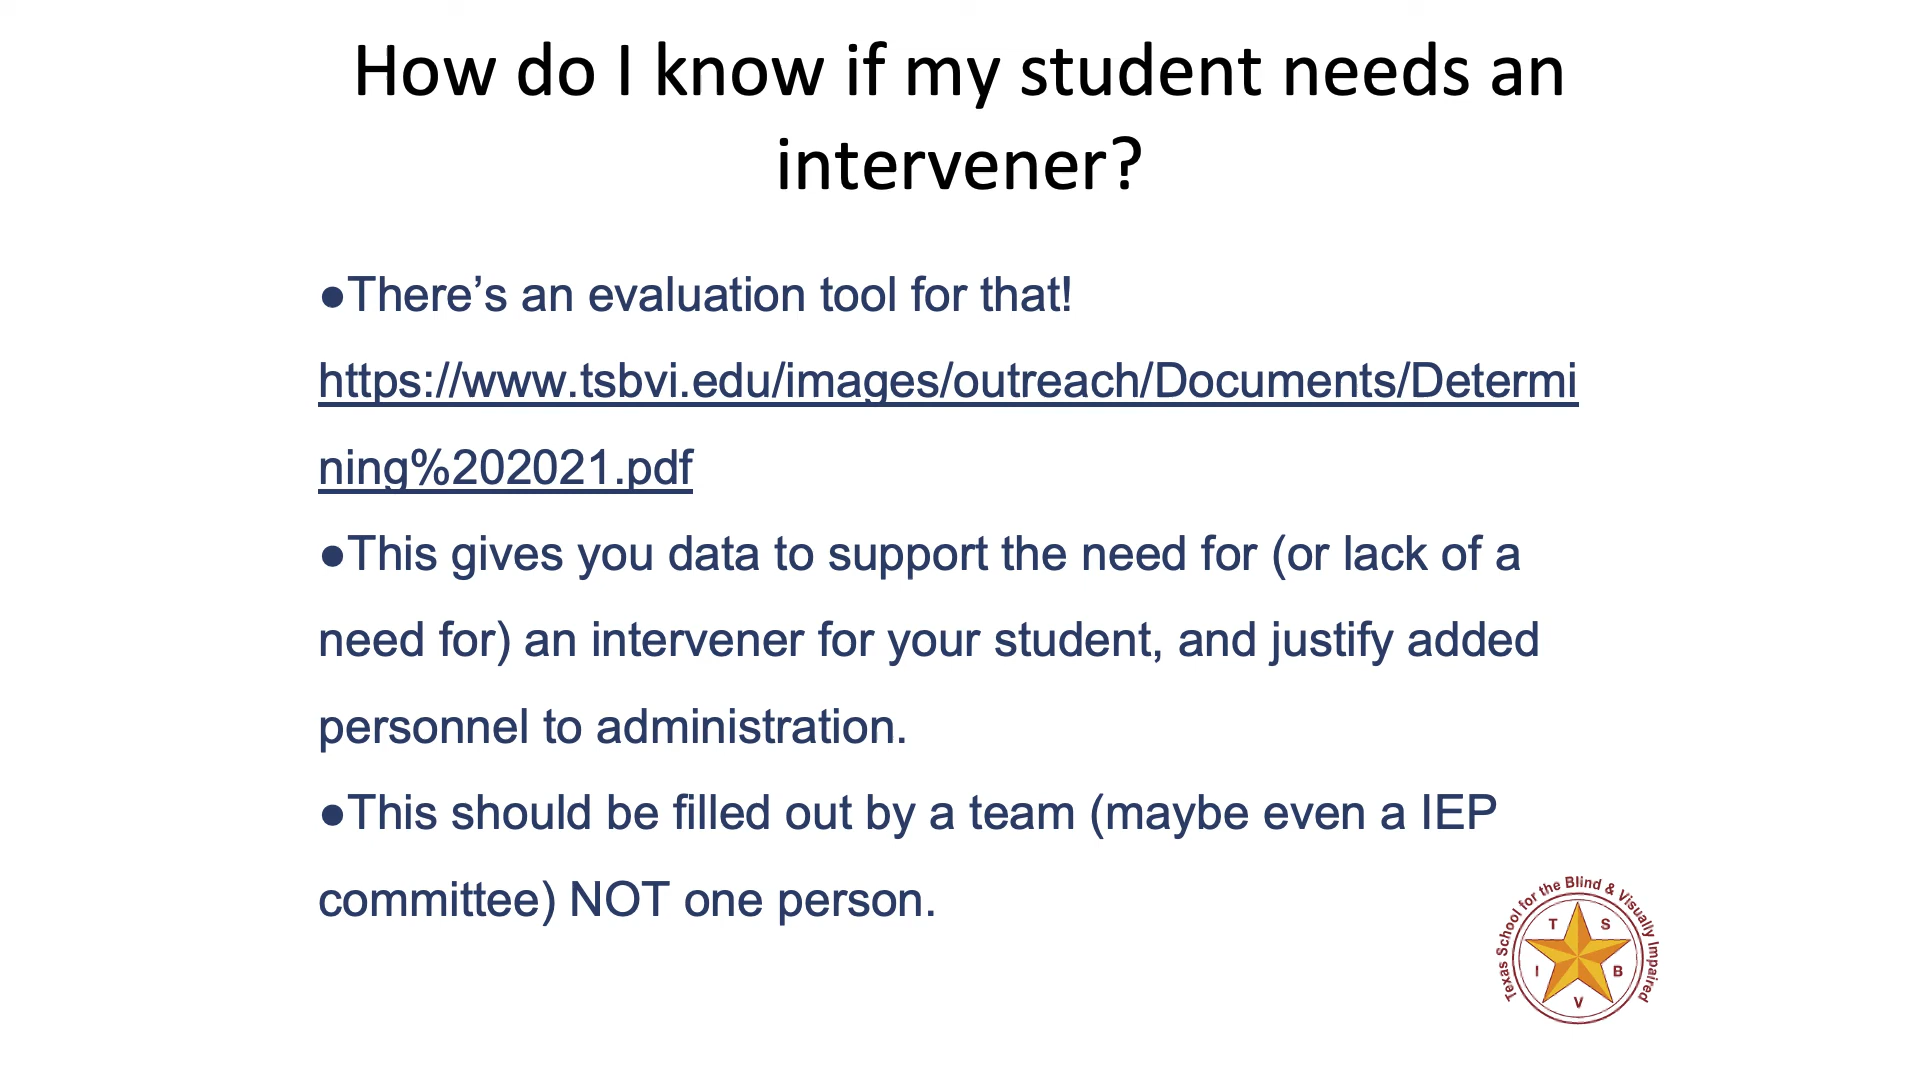 How do I know if my student needs an
intervener?
●There’s an evaluation tool for that!
https://www.tsbvi.edu/images/outreach/Documents/Determi
ning%202021.pdf
●This gives you data to support the need for (or lack of a
need for) an intervener for your student, and justify added
personnel to administration.
●This should be filled out by a team (maybe even a IEP
committee) NOT one person.
Texas School for the Blind & Visually Impaired
T S B V I